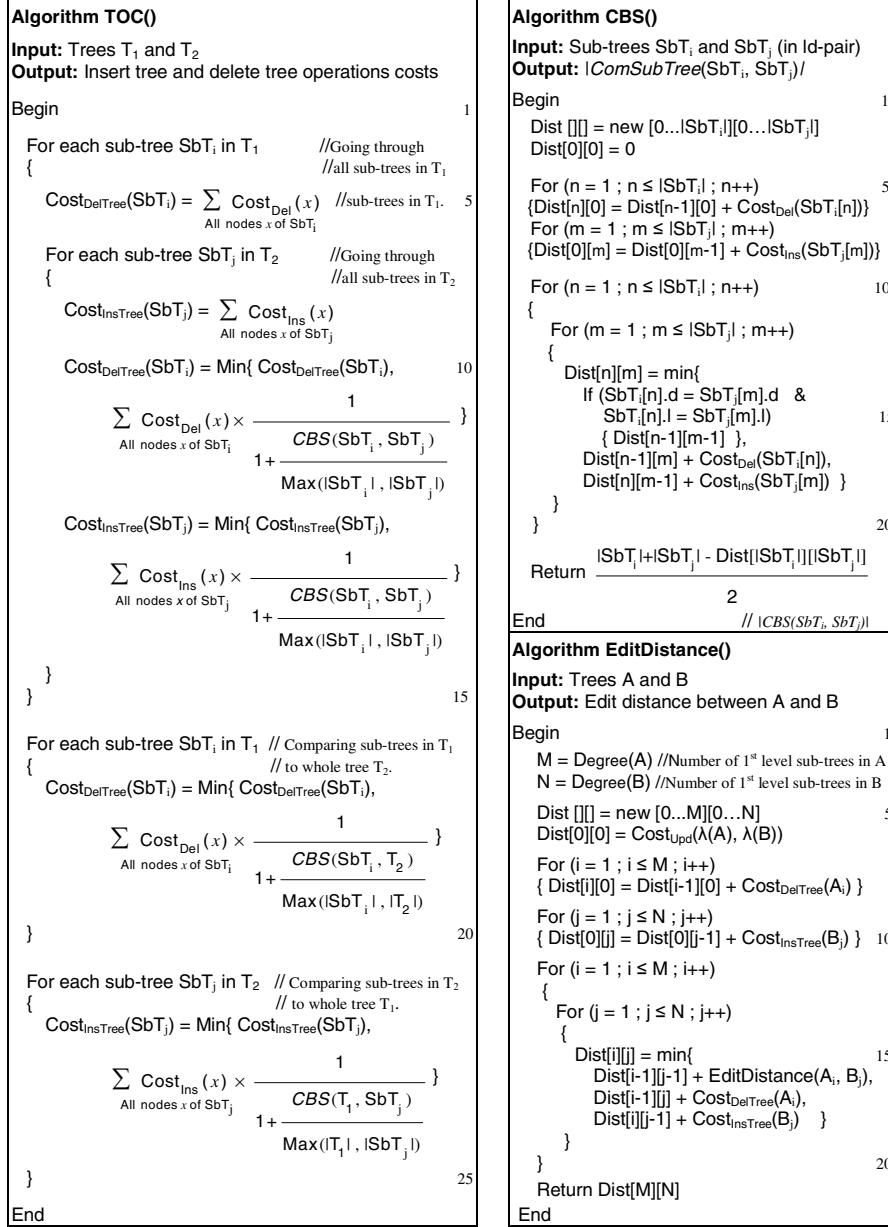 Algorithm TOC()
Input: Trees T1 and T2
Output: Insert tree and delete tree operations costs
Begin 1
For each sub-tree SbTi in T1 //Going through
{ //all sub-trees in T1
CostDelTree(SbTi) = ∑ CostDel (x) //sub-trees in T1. 5
All nodes x of SbTi
For each sub-tree SbTj in T2 //Going through
{ //all sub-trees in T2
CostInsTree(SbTj) = ∑ CostIns (x)
All nodes x of SbTj
CostDelTree(SbTi) = Min{ CostDelTree(SbTi), 10
1
∑ CostDel (x) × }
All nodes x of SbTi
1+ CBS(SbTi , SbTj )
Max(|SbTi | , |SbTj |)
CostInsTree(SbTj) = Min{ CostInsTree(SbTj),
1
∑ CostIns (x) × }
All nodes x of SbTj
1+ CBS(SbTi , SbTj )
Max(|SbTi | , |SbTj |)
}
} 15
For each sub-tree SbTi in T1 // Comparing sub-trees in T1
{ // to whole tree T2.
CostDelTree(SbTi) = Min{ CostDelTree(SbTi),
1
∑ CostDel (x) × }
All nodes x of SbTi
1+ CBS(SbTi , T2 )
Max(|SbTi | , |T2|)
} 20
For each sub-tree SbTj in T2 // Comparing sub-trees in T2
{ // to whole tree T1.
CostInsTree(SbTj) = Min{ CostInsTree(SbTj),
1
∑ CostIns (x) × }
All nodes x of SbTj
1+ CBS(T1 , SbTj )
Max(|T1| , |SbTj |)
} 25
End
Algorithm CBS()
Input: Sub-trees SbTi and SbTj (in ld-pair)
Output: |ComSubTree(SbTi, SbTj)|
Begin 1
Dist [][] = new [0...|SbTi|][0…|SbTj|]
Dist[0][0] = 0
For (n = 1 ; n ≤ |SbTi| ; n++) 5
{Dist[n][0] = Dist[n-1][0] + CostDel(SbTi[n])}
For (m = 1 ; m ≤ |SbTj| ; m++)
{Dist[0][m] = Dist[0][m-1] + CostIns(SbTj[m])}
For (n = 1 ; n ≤ |SbTi| ; n++) 10
{
For (m = 1 ; m ≤ |SbTj| ; m++)
{
Dist[n][m] = min{
If (SbTi[n].d = SbTj[m].d &
SbTi[n].l = SbTj[m].l) 15
{ Dist[n-1][m-1] },
Dist[n-1][m] + CostDel(SbTi[n]),
Dist[n][m-1] + CostIns(SbTj[m]) }
}
} 20
Return |SbTi|+|SbTj| - Dist[|SbTi|][|SbTj|]
2
End // |CBS(SbTi, SbTj)|
Algorithm EditDistance()
Input: Trees A and B
Output: Edit distance between A and B
Begin 1
M = Degree(A) //Number of 1st level sub-trees in A
N = Degree(B) //Number of 1st level sub-trees in B
Dist [][] = new [0...M][0…N] 5
Dist[0][0] = CostUpd(λ(A), λ(B))
For (i = 1 ; i ≤ M ; i++)
{ Dist[i][0] = Dist[i-1][0] + CostDelTree(Ai) }
For (j = 1 ; j ≤ N ; j++)
{ Dist[0][j] = Dist[0][j-1] + CostInsTree(Bj) } 10
For (i = 1 ; i ≤ M ; i++)
{
For (j = 1 ; j ≤ N ; j++)
{
Dist[i][j] = min{ 15
Dist[i-1][j-1] + EditDistance(Ai, Bj),
Dist[i-1][j] + CostDelTree(Ai),
Dist[i][j-1] + CostInsTree(Bj) }
}
} 20
Return Dist[M][N]
End